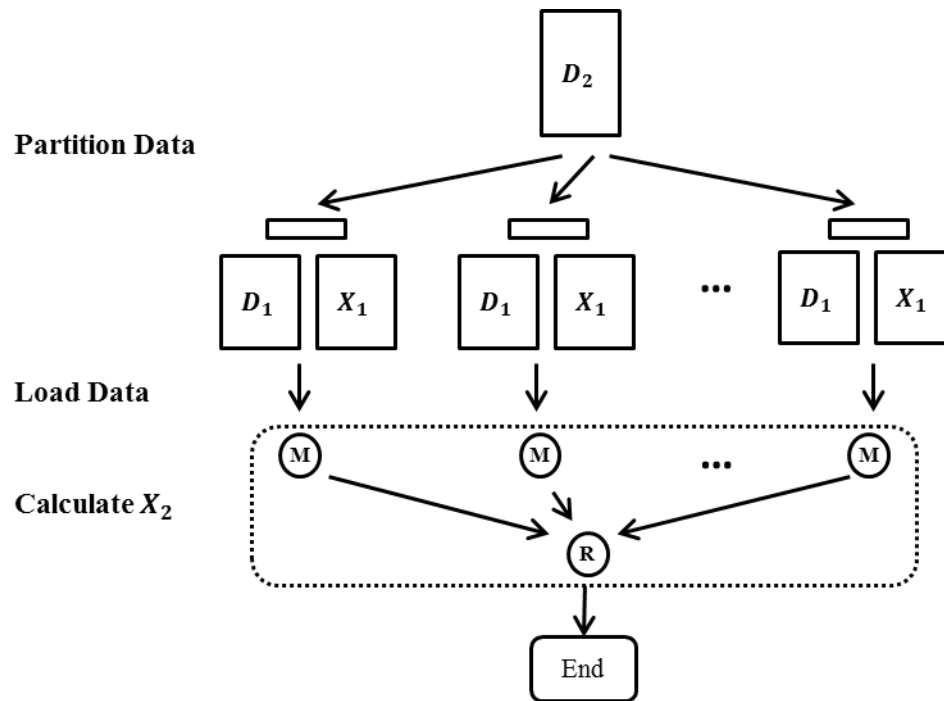 D₂
Partition Data
D₁ X₁ D₁ X₁ ... D₁ X₁
Load Data
M M ... M
Calculate X₂
R
End